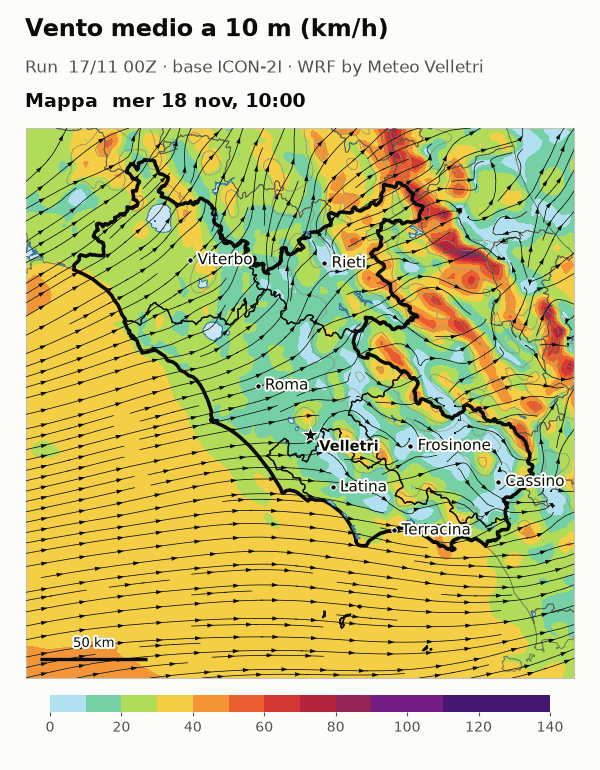 Vento medio a 10 m (km/h)
Run 17/11 00Z · base ICON-2I · WRF by Meteo Velletri
Mappa mer 18 nov, 10:00
Viterbo
Rieti
Roma
Velletri
Frosinone
Cassino
Latina
Terracina
50 km
0 20 40 60 80 100 120 140